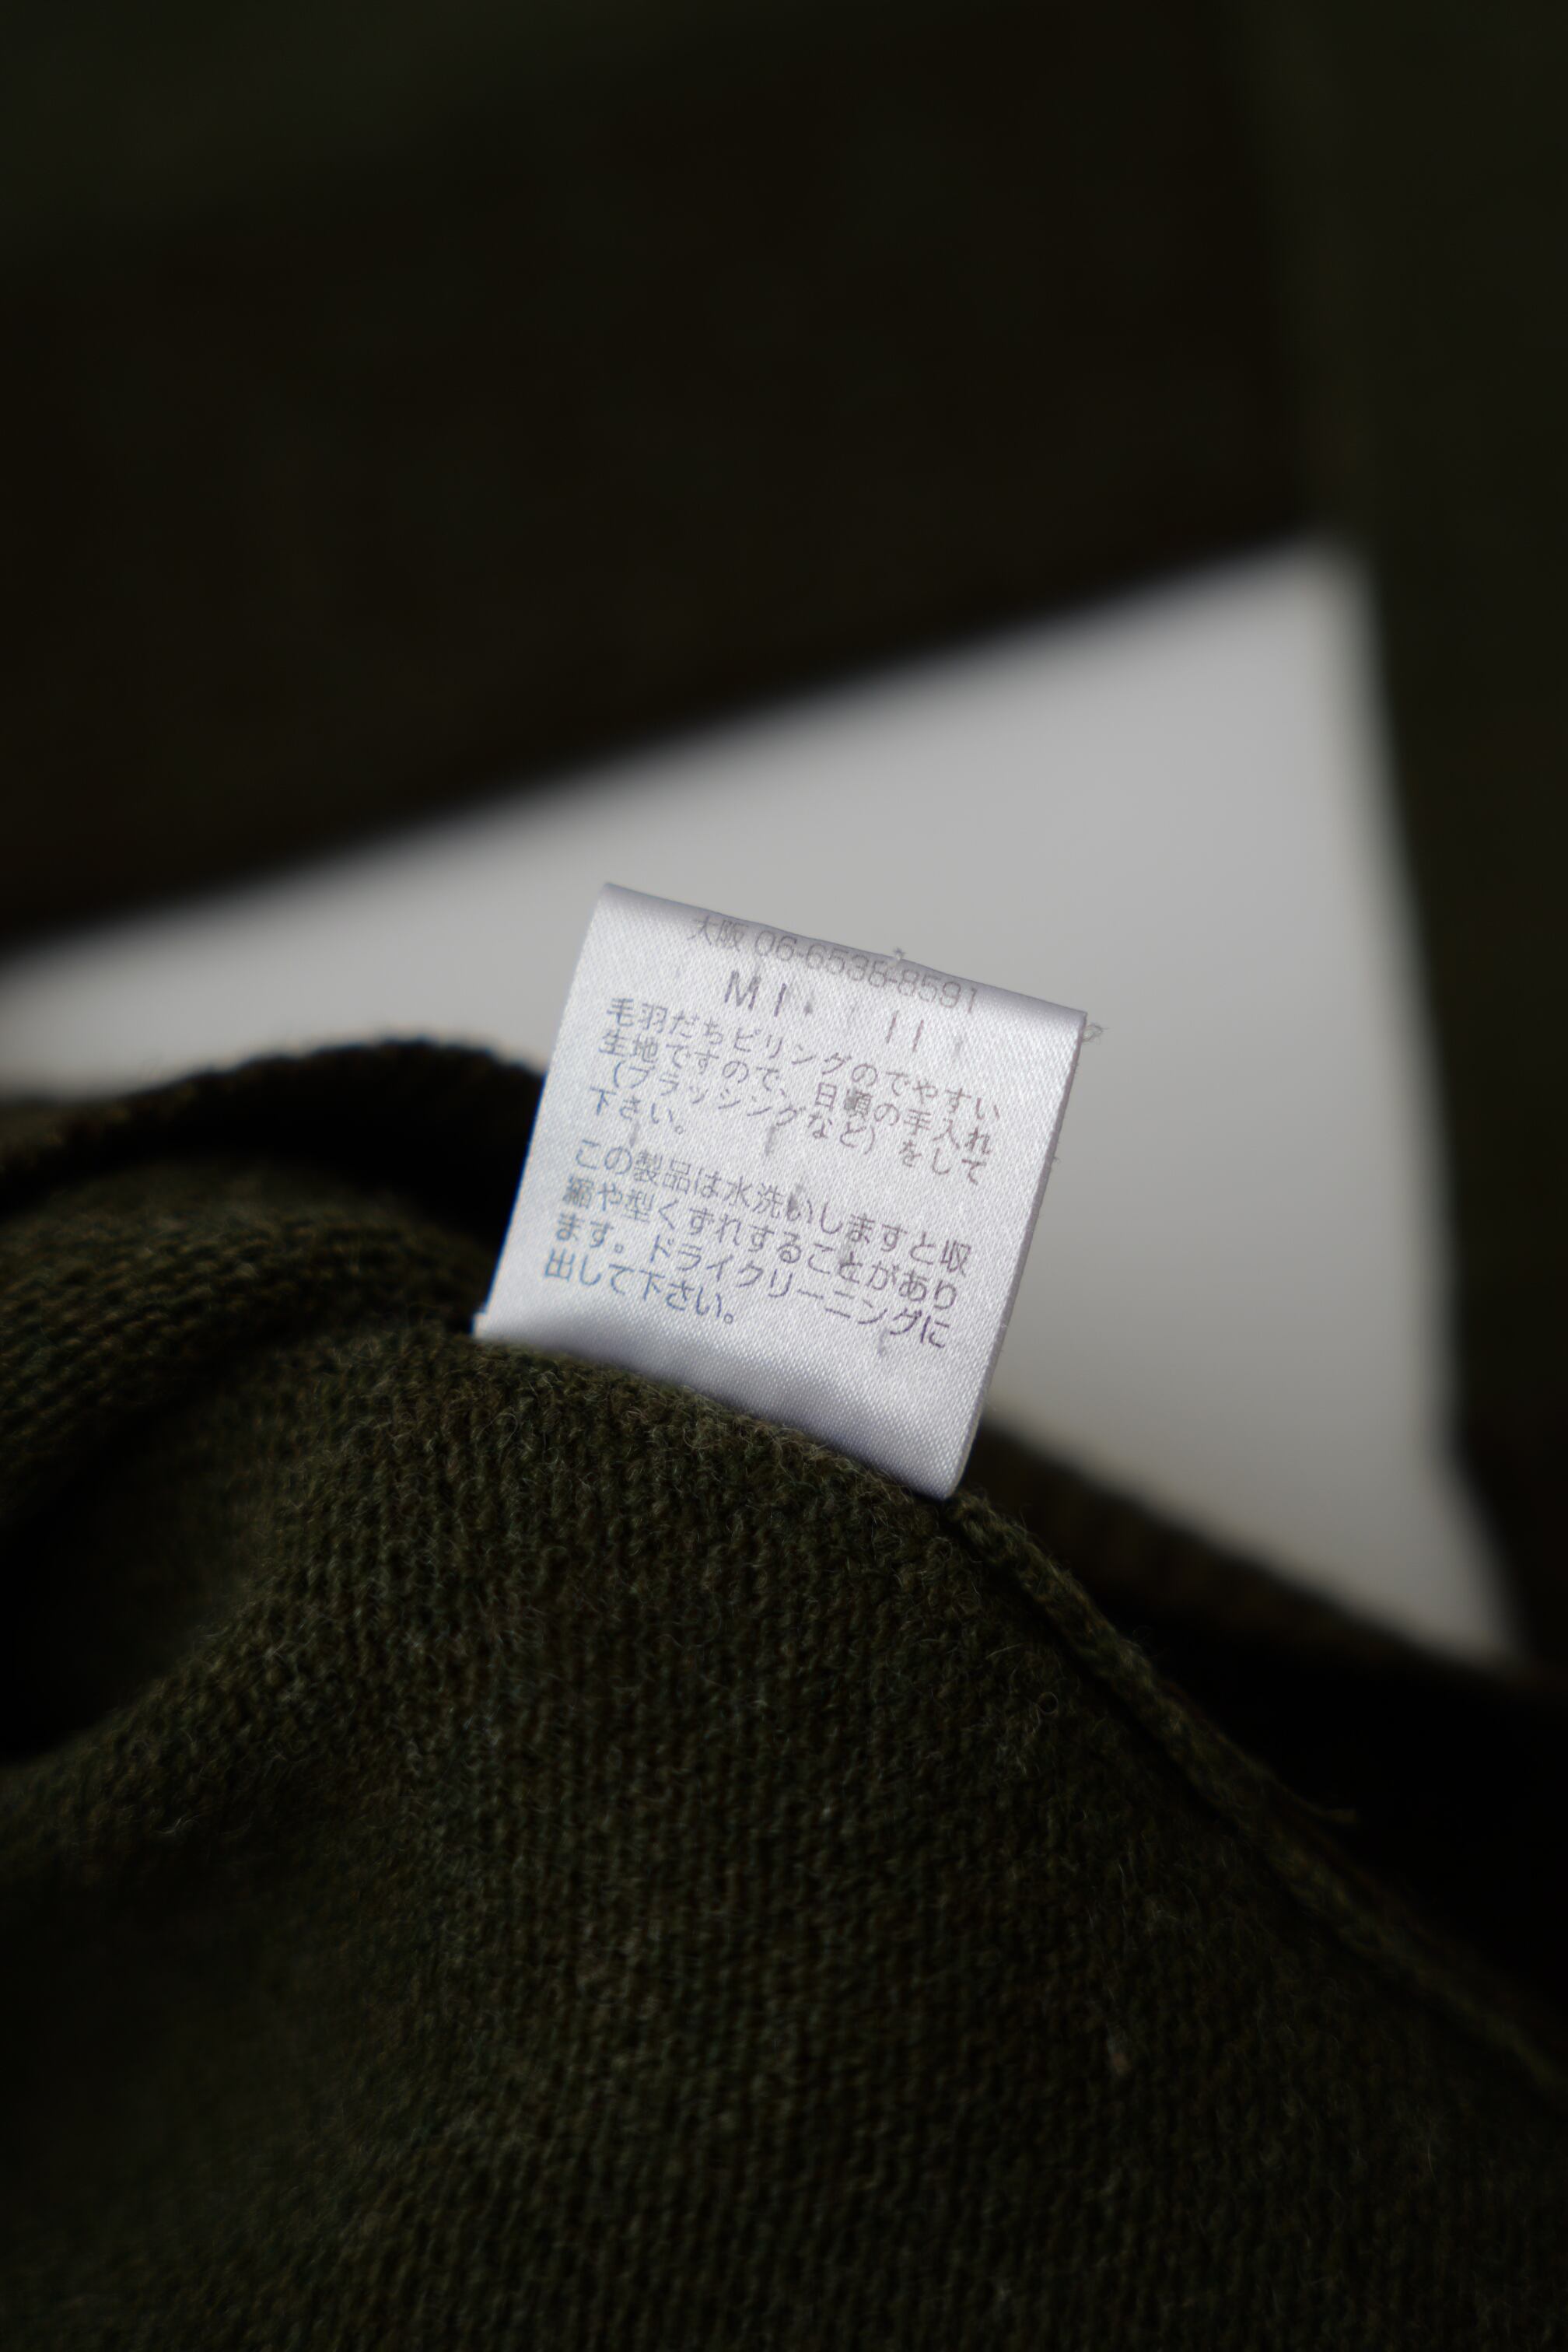 大阪 06-6538-8591
毛羽だちピリングのでやすい
生地ですので、日頃の手入れ
(ブラッシングなど)をして
下さい。
この製品は水洗いしますと収
縮や型くずれすることがあり
ます。ドライクリーニングに
出して下さい。